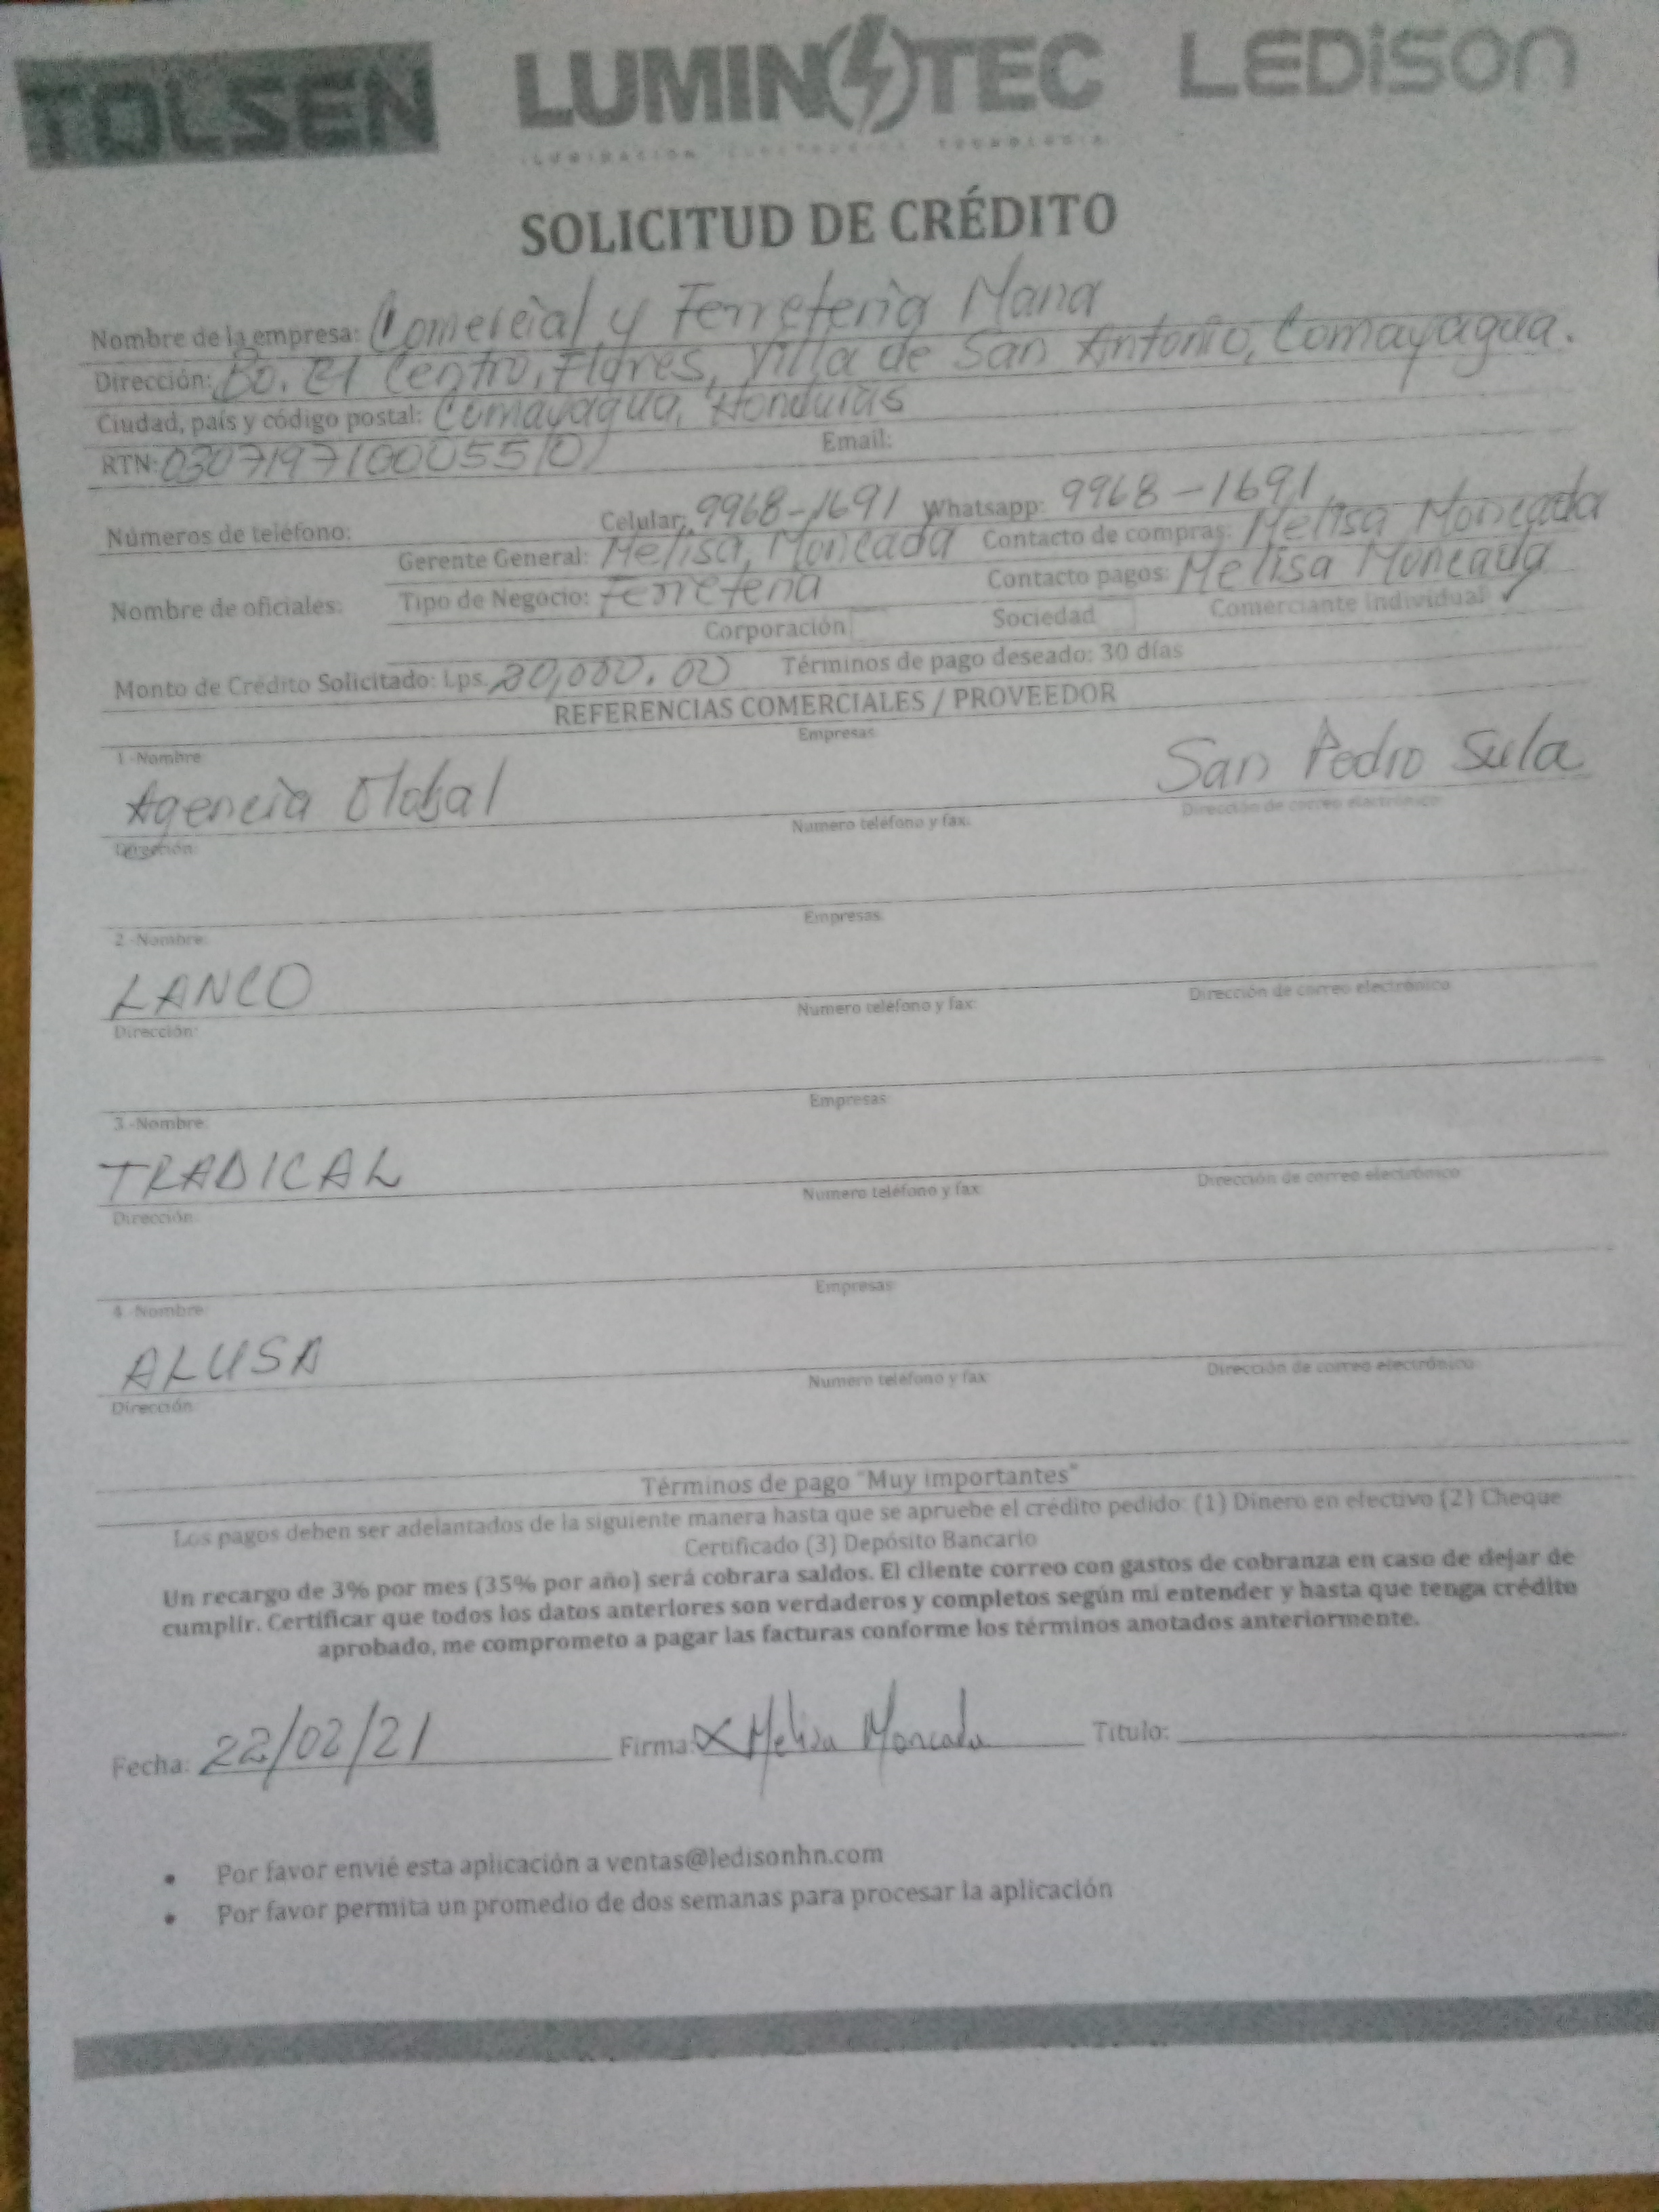 TOLSEN LUMINOTEC LEDISON
ILUMINACIÓN TECNOLOGÍA
SOLICITUD DE CRÉDITO
Nombre de la empresa: Comercial y Ferreteria Mana
Dirección: Bo. El Centro, Flores, Villa de San Antonio, Comayagua.
Ciudad, país y código postal: Comayagua, Honduras
RTN: 03071971000550 Email:
Números de teléfono: Celular: 9968-1691 Whatsapp: 9968-1691
Gerente General: Melisa, Moncada Contacto de compras: Melisa Moncada
Nombre de oficiales: Tipo de Negocio: Ferreteria Contacto pagos: Melisa Moncada
Corporación Sociedad Comerciante Individual ✓
Monto de Crédito Solicitado: Lps. 30,000.00 Términos de pago deseado: 30 días
REFERENCIAS COMERCIALES / PROVEEDOR
1 -Nombre Empresas
Agencia Global San Pedro Sula
Dirección: Numero teléfono y fax: Dirección de correo electrónico
2 -Nombre: Empresas
LANCO
Dirección: Numero teléfono y fax: Dirección de correo electrónico
3 -Nombre: Empresas
TRADICAL
Dirección Numero teléfono y fax: Dirección de correo electrónico
4 -Nombre: Empresas
ALUSA
Dirección Numero teléfono y fax Dirección de correo electrónico
Términos de pago "Muy importantes"
Los pagos deben ser adelantados de la siguiente manera hasta que se apruebe el crédito pedido: (1) Dinero en efectivo (2) Cheque
Certificado (3) Depósito Bancario
Un recargo de 3% por mes (35% por año) será cobrara saldos. El cliente correo con gastos de cobranza en caso de dejar de
cumplir. Certificar que todos los datos anteriores son verdaderos y completos según mi entender y hasta que tenga crédito
aprobado, me comprometo a pagar las facturas conforme los términos anotados anteriormente.
Fecha: 22/02/21 Firma: X Melisa Moncada Titulo:
• Por favor envié esta aplicación a ventas@ledisonhn.com
• Por favor permita un promedio de dos semanas para procesar la aplicación